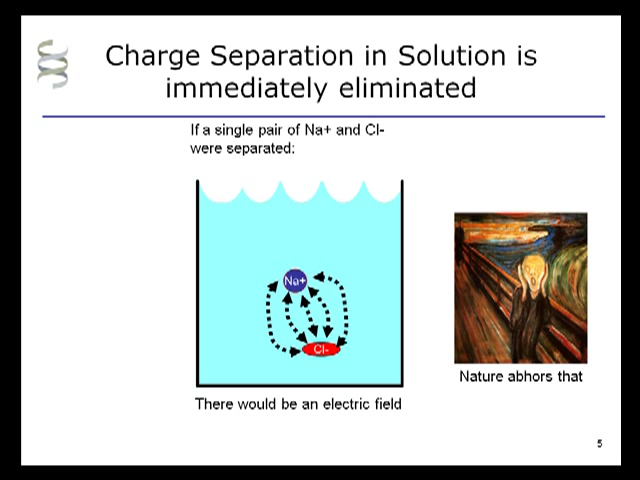 Charge Separation in Solution is
immediately eliminated
If a single pair of Na+ and Cl-
were separated:
Na+
Cl-
There would be an electric field
Nature abhors that
5